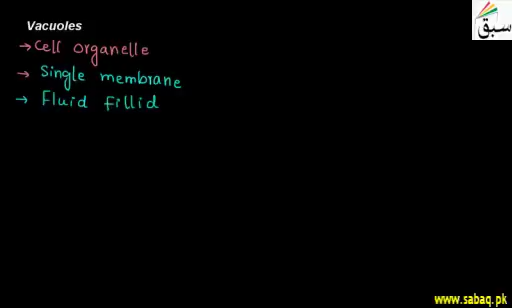 Vacuoles
سبق
→ Cell organelle
→ Single membrane
→ Fluid fillid
www.sabaq.pk